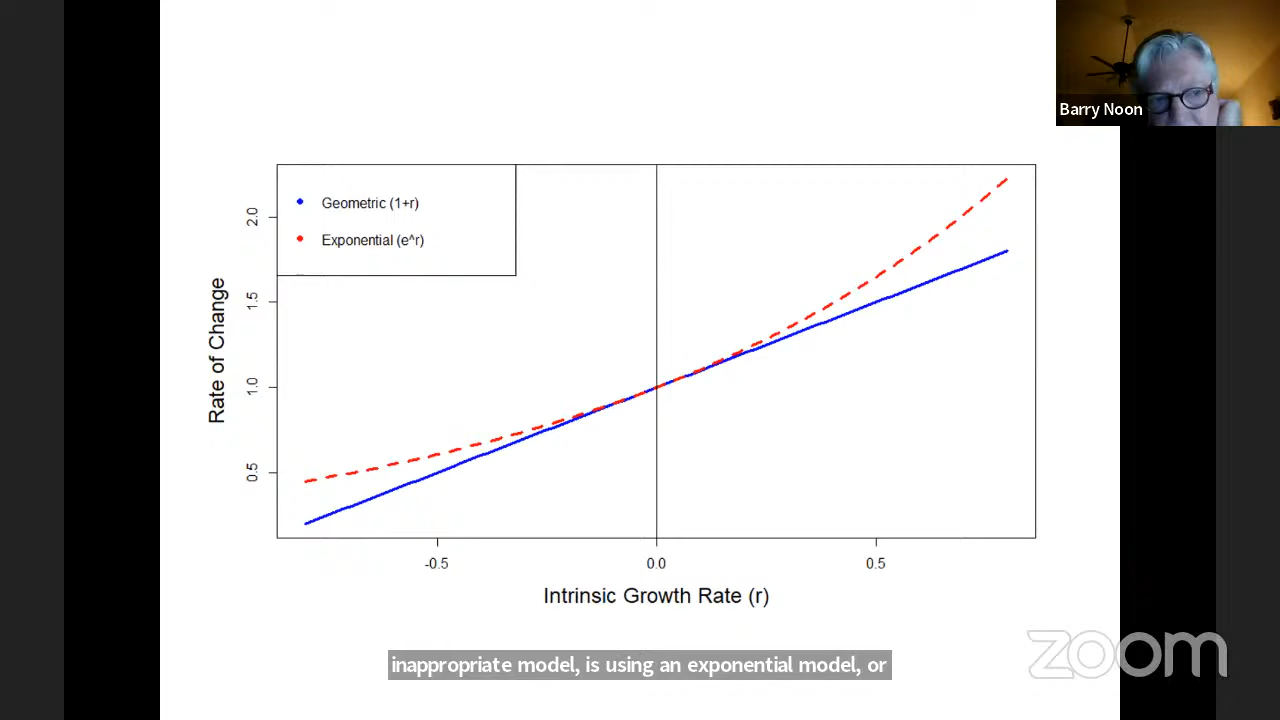 Barry Noon
Geometric (1+r)
Exponential (e^r)
2.0
1.5
1.0
0.5
Rate of Change
-0.5
0.0
0.5
Intrinsic Growth Rate (r)
inappropriate model, is using an exponential model, or
zoom